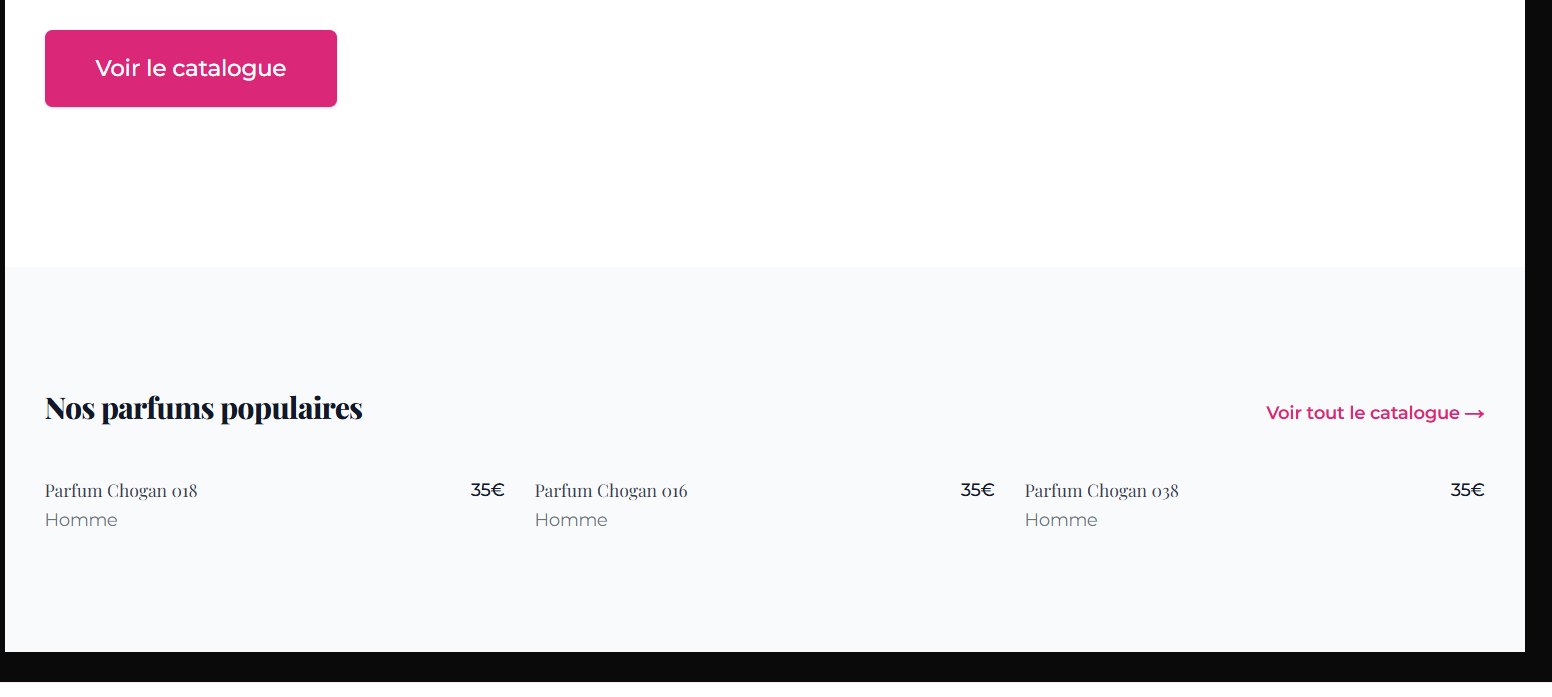 Voir le catalogue
Nos parfums populaires
Voir tout le catalogue →
Parfum Chogan 018 35€
Homme
Parfum Chogan 016 35€
Homme
Parfum Chogan 038 35€
Homme